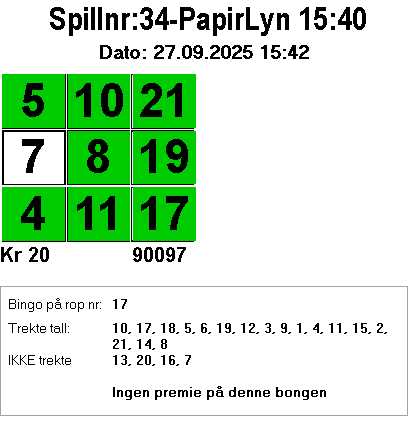 Spillnr:34-PapirLyn 15:40
Dato: 27.09.2025 15:42
5 10 21
7 8 19
4 11 17
Kr 20 90097
Bingo på rop nr: 17
Trekte tall: 10, 17, 18, 5, 6, 19, 12, 3, 9, 1, 4, 11, 15, 2,
21, 14, 8
IKKE trekte 13, 20, 16, 7
Ingen premie på denne bongen